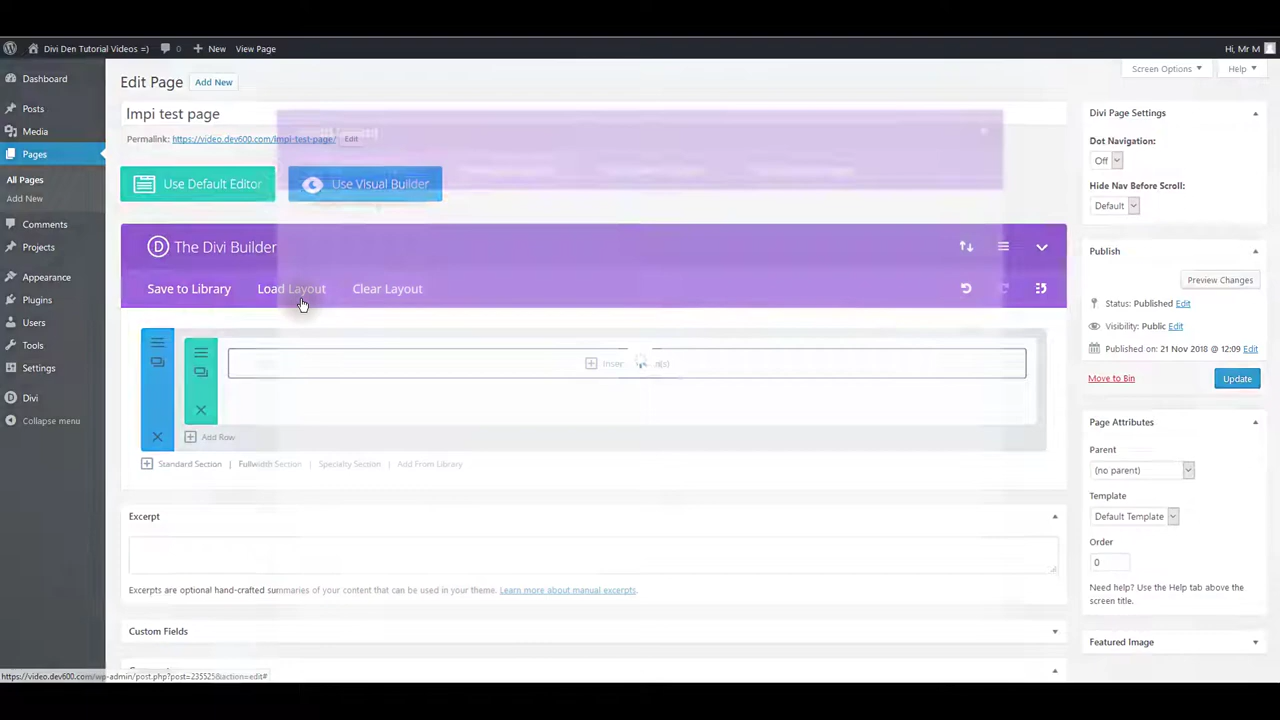 Divi Den Tutorial Videos =) 0 New View Page Hi, Mr M
Dashboard
Posts
Media
Pages
All Pages
Add New
Comments
Projects
Appearance
Plugins
Users
Tools
Settings
Divi
Collapse menu
Screen Options Help
Edit Page Add New
Impi test page
Permalink: https://video.dev600.com/impi-test-page/ Edit
Use Default Editor Use Visual Builder
The Divi Builder
Save to Library Load Layout Clear Layout
Add Row
Standard Section | Fullwidth Section | Specialty Section | Add From Library
Excerpt
Excerpts are optional hand-crafted summaries of your content that can be used in your theme. Learn more about manual excerpts.
Custom Fields
Divi Page Settings
Dot Navigation:
Off
Hide Nav Before Scroll:
Default
Publish
Preview Changes
Status: Published Edit
Visibility: Public Edit
Published on: 21 Nov 2018 @ 12:09 Edit
Move to Bin Update
Page Attributes
Parent
(no parent)
Template
Default Template
Order
0
Need help? Use the Help tab above the
screen title.
Featured Image
https://video.dev600.com/wp-admin/post.php?post=235525&action=edit#